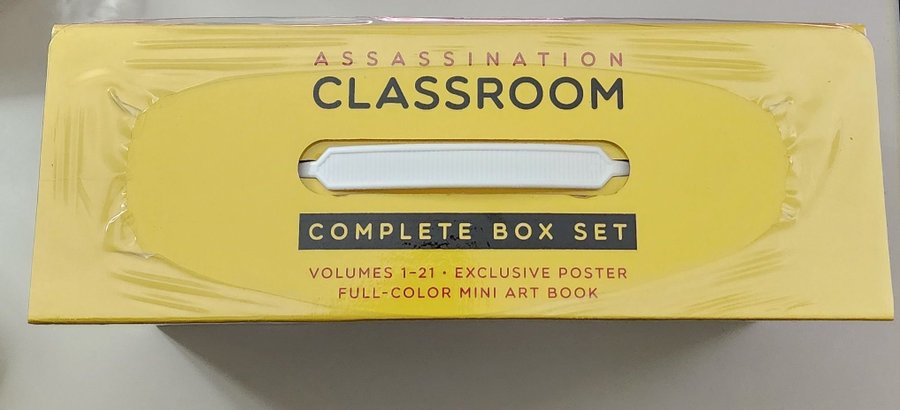 ASSASSINATION
CLASSROOM
COMPLETE BOX SET
VOLUMES 1-21 • EXCLUSIVE POSTER
FULL-COLOR MINI ART BOOK